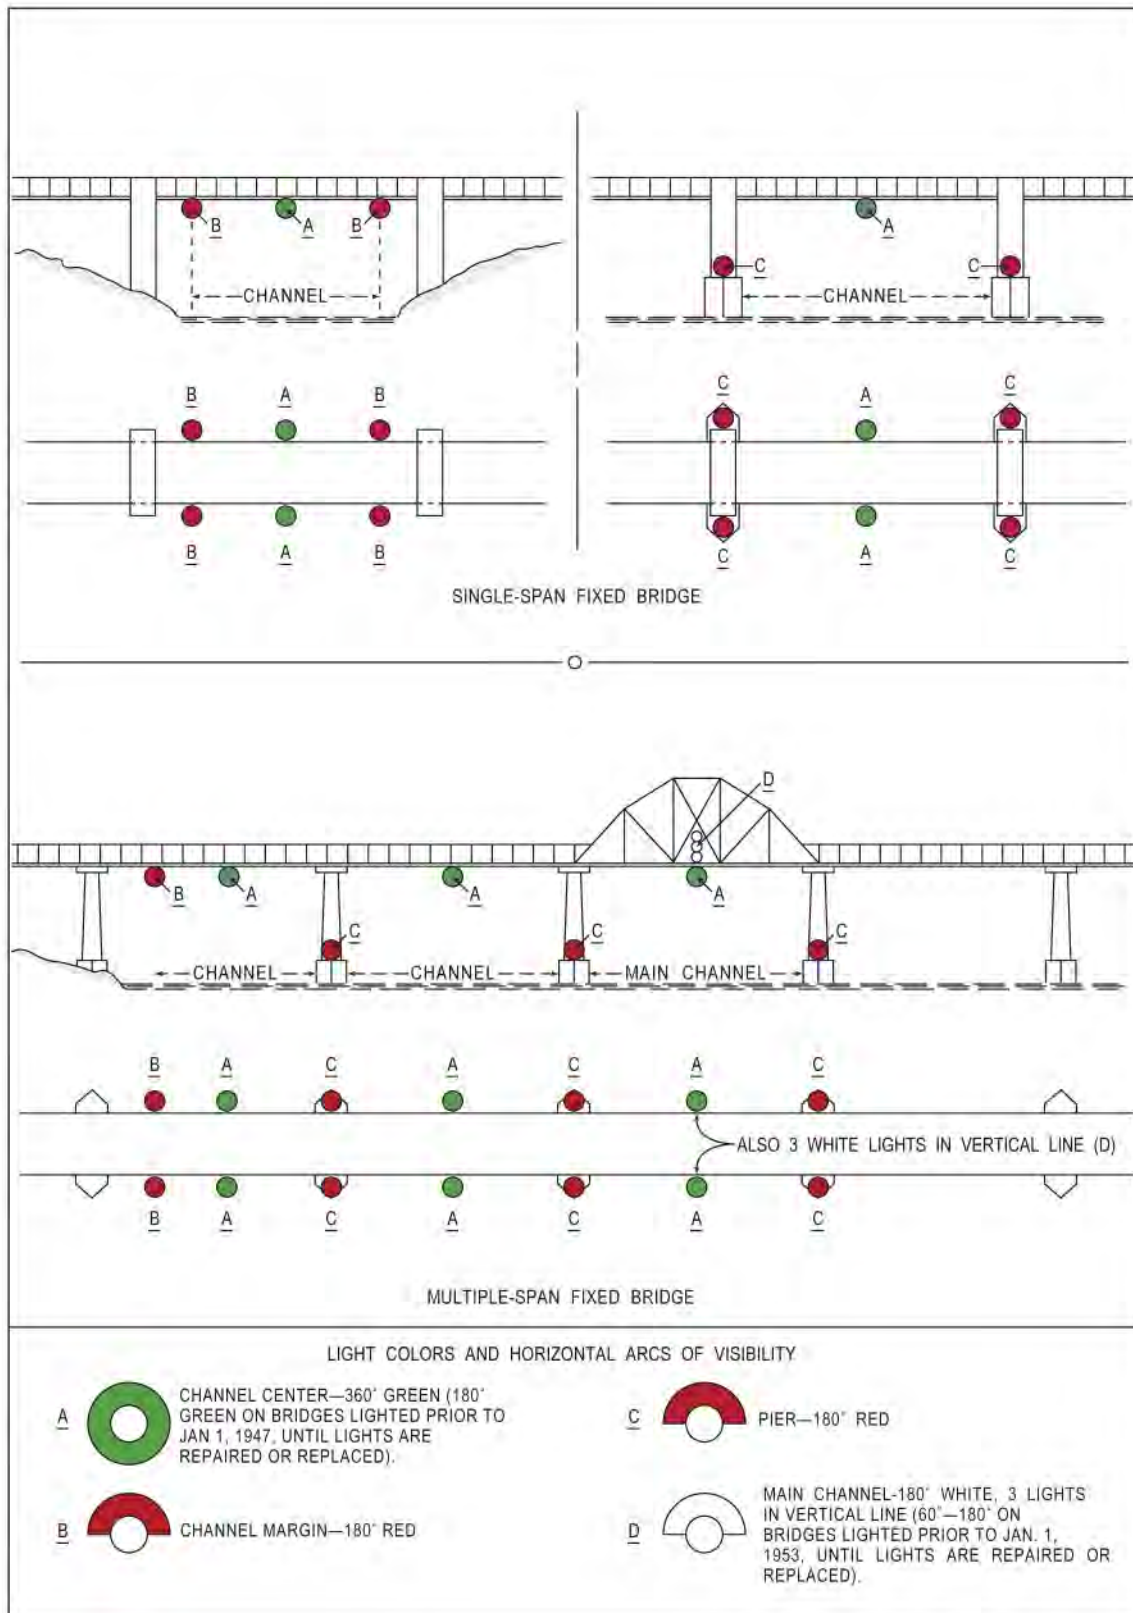 B
A
B
CHANNEL
A
C
C
CHANNEL
B
A
B
B
A
B
C
A
C
C
A
C
SINGLE-SPAN FIXED BRIDGE
D
B
A
A
A
C
C
C
CHANNEL
CHANNEL
MAIN CHANNEL
B
A
C
A
C
A
C
ALSO 3 WHITE LIGHTS IN VERTICAL LINE (D)
B
A
C
A
C
A
C
MULTIPLE-SPAN FIXED BRIDGE
LIGHT COLORS AND HORIZONTAL ARCS OF VISIBILITY
A
CHANNEL CENTER—360° GREEN (180°
GREEN ON BRIDGES LIGHTED PRIOR TO
JAN 1, 1947, UNTIL LIGHTS ARE
REPAIRED OR REPLACED).
B
CHANNEL MARGIN—180° RED
C
PIER—180° RED
D
MAIN CHANNEL-180° WHITE, 3 LIGHTS
IN VERTICAL LINE (60°—180° ON
BRIDGES LIGHTED PRIOR TO JAN. 1,
1953, UNTIL LIGHTS ARE REPAIRED OR
REPLACED).